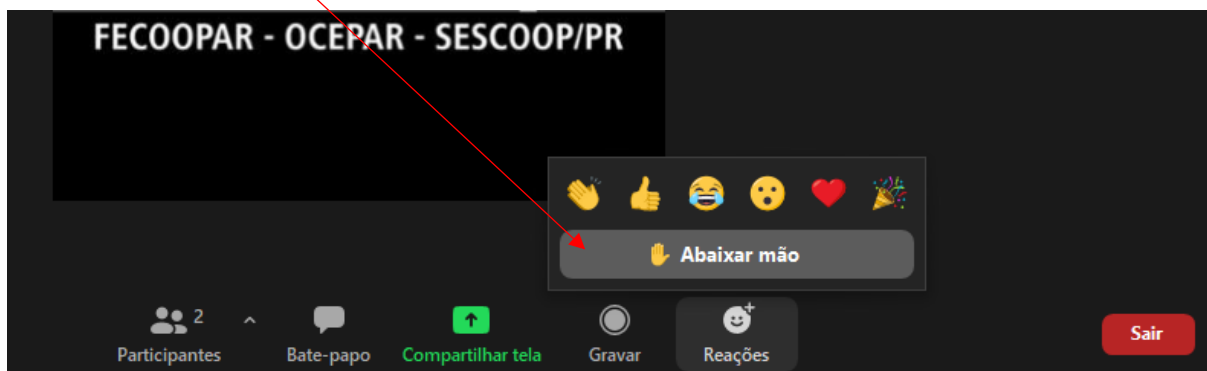 FECOOPAR - OCEPAR - SESCOOP/PR
Abaixar mão
2
Participantes
Bate-papo
Compartilhar tela
Gravar
Reações
Sair